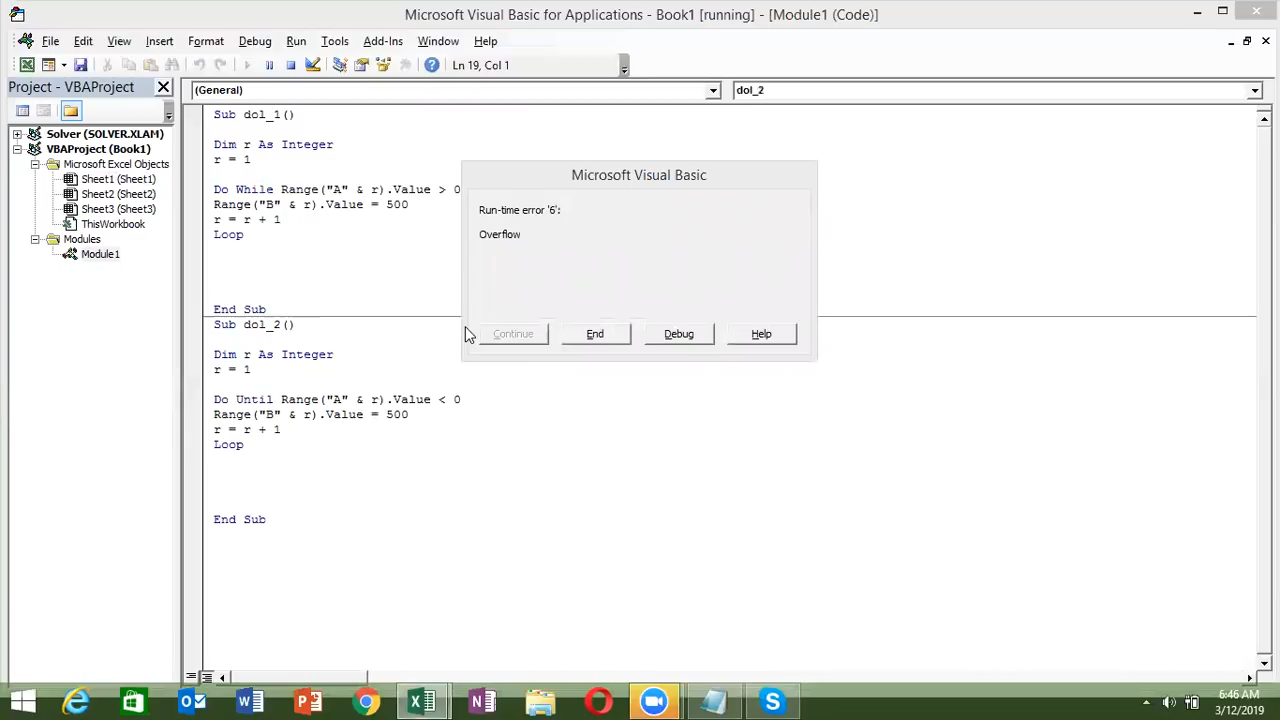 Microsoft Visual Basic for Applications - Book1 [running] - [Module1 (Code)]
File Edit View Insert Format Debug Run Tools Add-Ins Window Help
Ln 19, Col 1
Project - VBAProject
(General)
dol_2
Solver (SOLVER.XLAM)
VBAProject (Book1)
Microsoft Excel Objects
Sheet1 (Sheet1)
Sheet2 (Sheet2)
Sheet3 (Sheet3)
ThisWorkbook
Modules
Module1
Sub dol_1()
Dim r As Integer
r = 1
Do While Range("A" & r).Value > 0
Range("B" & r).Value = 500
r = r + 1
Loop
End Sub
Sub dol_2()
Dim r As Integer
r = 1
Do Until Range("A" & r).Value < 0
Range("B" & r).Value = 500
r = r + 1
Loop
End Sub
Microsoft Visual Basic
Run-time error '6':
Overflow
Continue End Debug Help
6:46 AM
3/12/2019